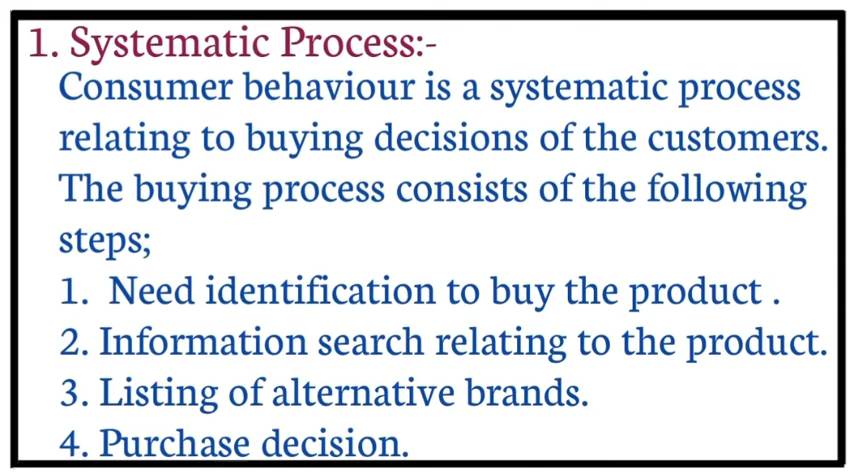 1. Systematic Process:-
Consumer behaviour is a systematic process
relating to buying decisions of the customers.
The buying process consists of the following
steps;
1. Need identification to buy the product .
2. Information search relating to the product.
3. Listing of alternative brands.
4. Purchase decision.